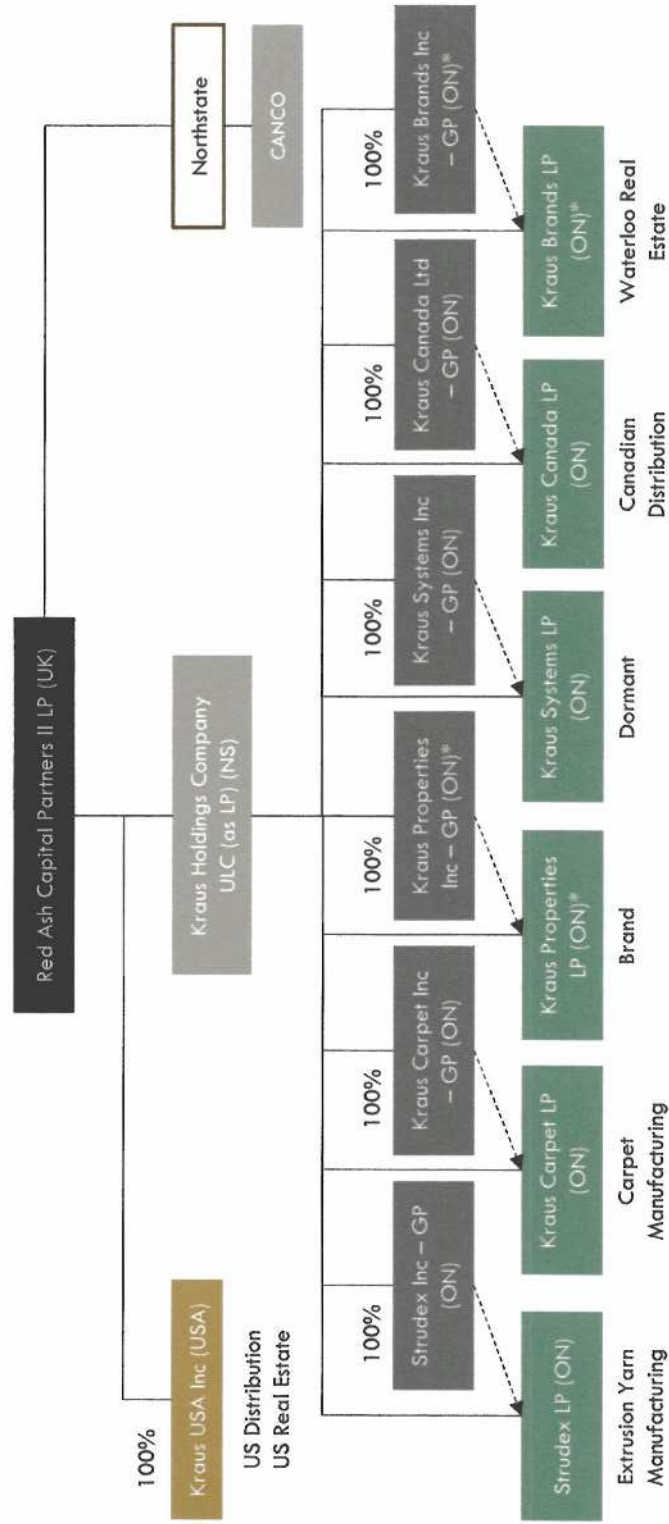 Red Ash Capital Partners II LP (UK)
100%
Kraus USA Inc (USA)
US Distribution
US Real Estate
Kraus Holdings Company
ULC (as LP) (NS)
Northstate
CANCO
100%
Strudex Inc – GP
(ON)
100%
Kraus Carpet Inc
– GP (ON)
100%
Kraus Properties
Inc – GP (ON)*
100%
Kraus Systems Inc
– GP (ON)
100%
Kraus Canada Ltd
– GP (ON)
100%
Kraus Brands Inc
– GP (ON)*
Strudex LP (ON)
Extrusion Yarn
Manufacturing
Kraus Carpet LP
(ON)
Carpet
Manufacturing
Kraus Properties
LP (ON)*
Brand
Kraus Systems LP
(ON)
Dormant
Kraus Canada LP
(ON)
Canadian
Distribution
Kraus Brands LP
(ON)*
Waterloo Real
Estate